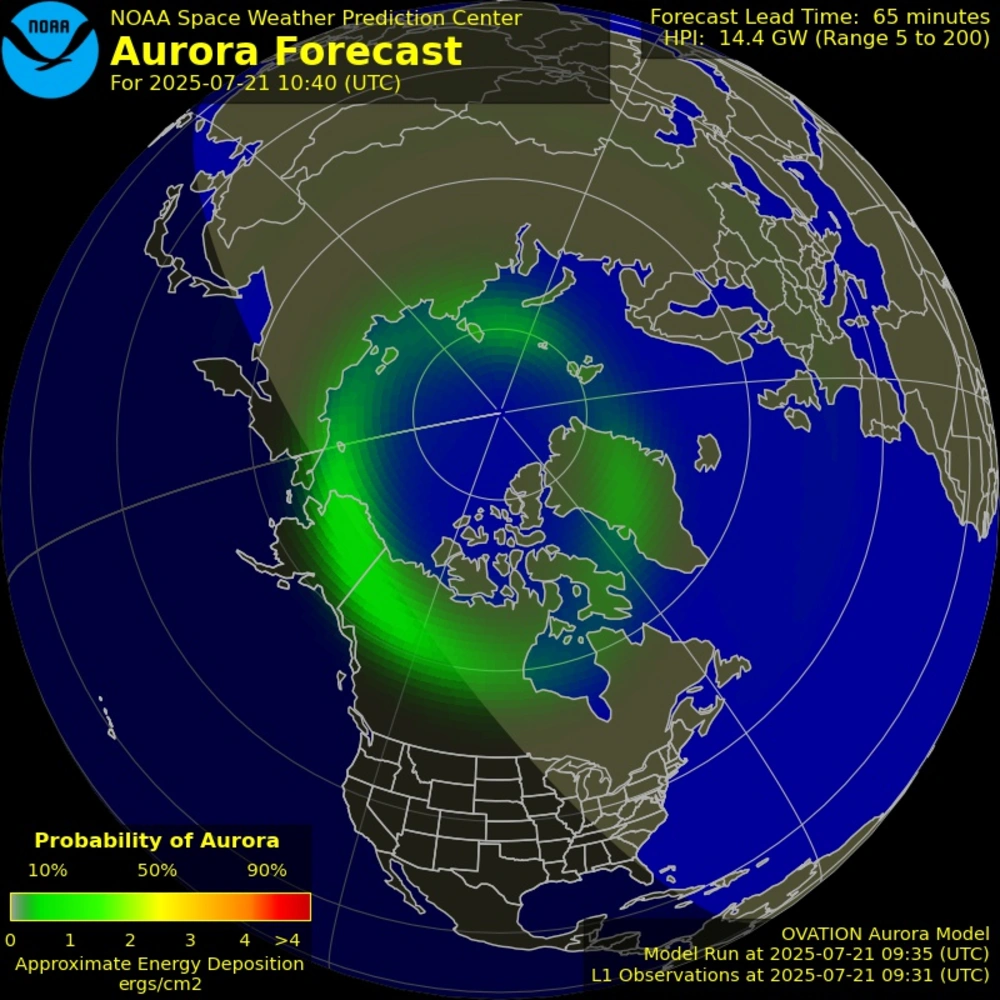 NOAA
NOAA Space Weather Prediction Center
Aurora Forecast
For 2025-07-21 10:40 (UTC)
Forecast Lead Time: 65 minutes
HPI: 14.4 GW (Range 5 to 200)
Probability of Aurora
10% 50% 90%
0 1 2 3 4 >4
Approximate Energy Deposition
ergs/cm2
OVATION Aurora Model
Model Run at 2025-07-21 09:35 (UTC)
L1 Observations at 2025-07-21 09:31 (UTC)